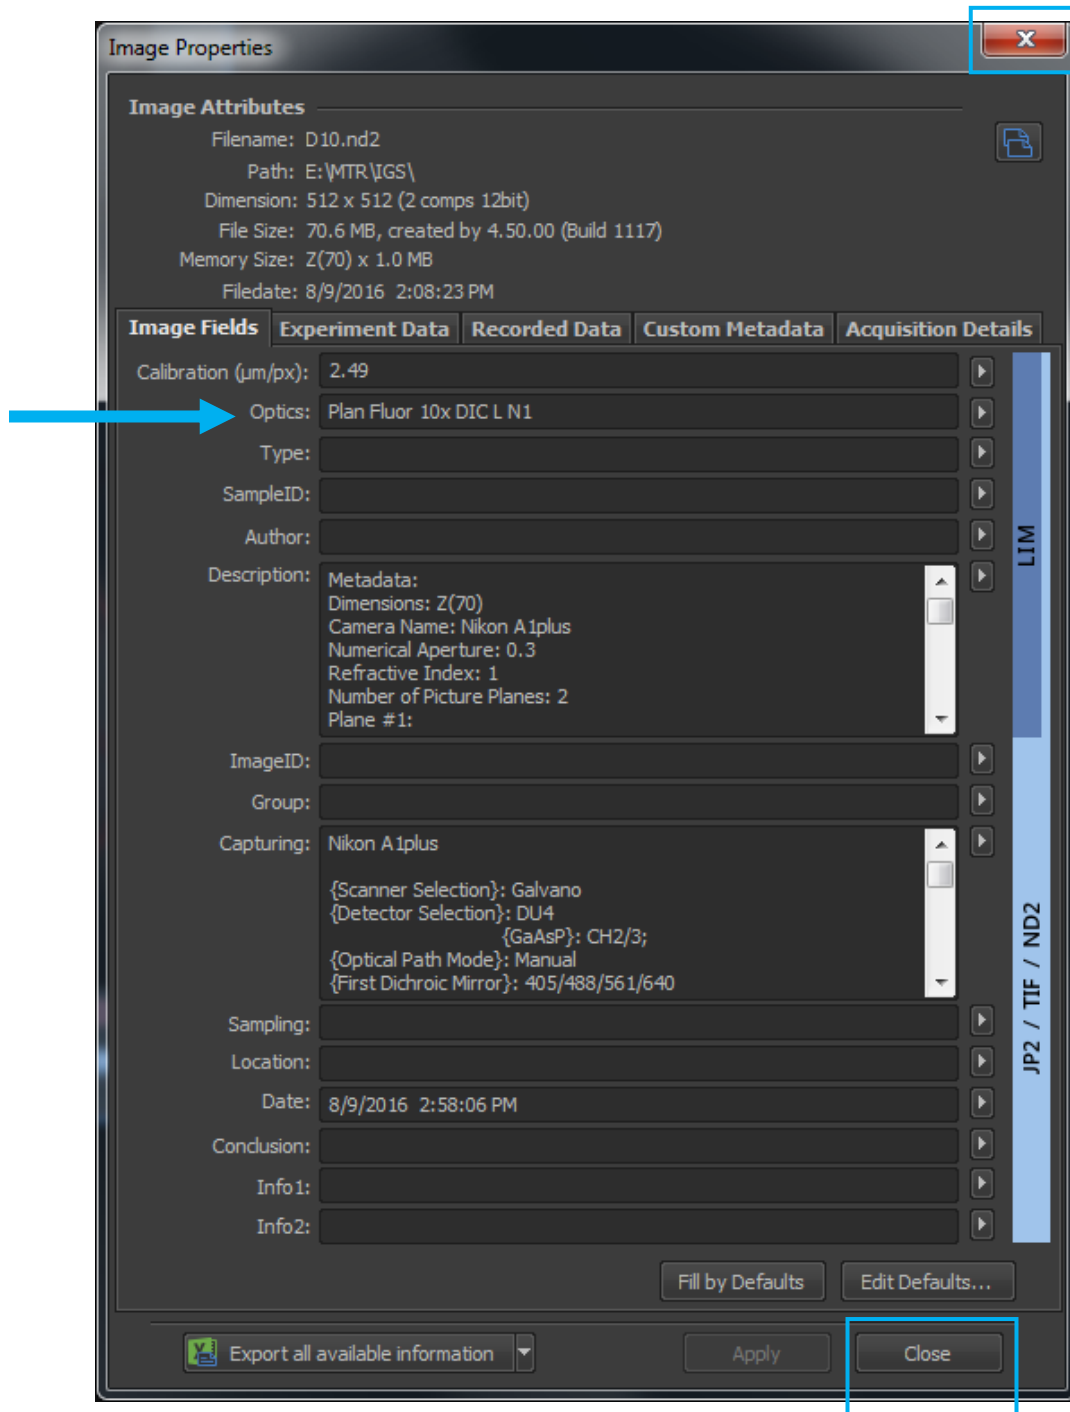 Image Properties
X
Image Attributes
Filename: D10.nd2
Path: E:\MTR\IGS\
Dimension: 512 x 512 (2 comps 12bit)
File Size: 70.6 MB, created by 4.50.00 (Build 1117)
Memory Size: Z(70) x 1.0 MB
Filedate: 8/9/2016 2:08:23 PM
Image Fields Experiment Data Recorded Data Custom Metadata Acquisition Details
Calibration (µm/px): 2.49
Optics: Plan Fluor 10x DIC L N1
Type:
SampleID:
Author:
LIM
Description: Metadata:
Dimensions: Z(70)
Camera Name: Nikon A1plus
Numerical Aperture: 0.3
Refractive Index: 1
Number of Picture Planes: 2
Plane #1:
ImageID:
Group:
Capturing: Nikon A1plus
{Scanner Selection}: Galvano
{Detector Selection}: DU4
{GaAsP}: CH2/3;
{Optical Path Mode}: Manual
{First Dichroic Mirror}: 405/488/561/640
JP2 / TIF / ND2
Sampling:
Location:
Date: 8/9/2016 2:58:06 PM
Conclusion:
Info1:
Info2:
Fill by Defaults Edit Defaults...
Export all available information Apply Close